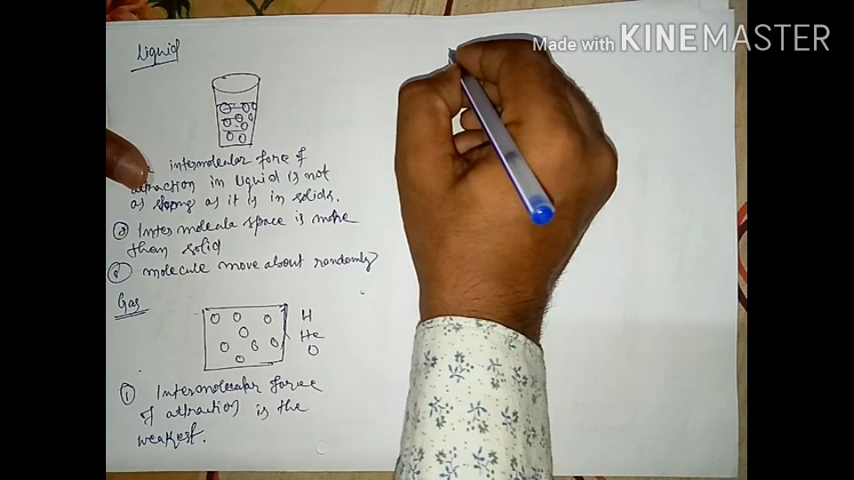 Made with KINEMASTER
Liquid
intermolecular force of
attraction in liquid is not
as strong as it is in solids.
② Inter molecula space is more
than solid
molecule move about randomly
Gas
H
He
O
① Intermolecular force
of attraction is the
weakest.